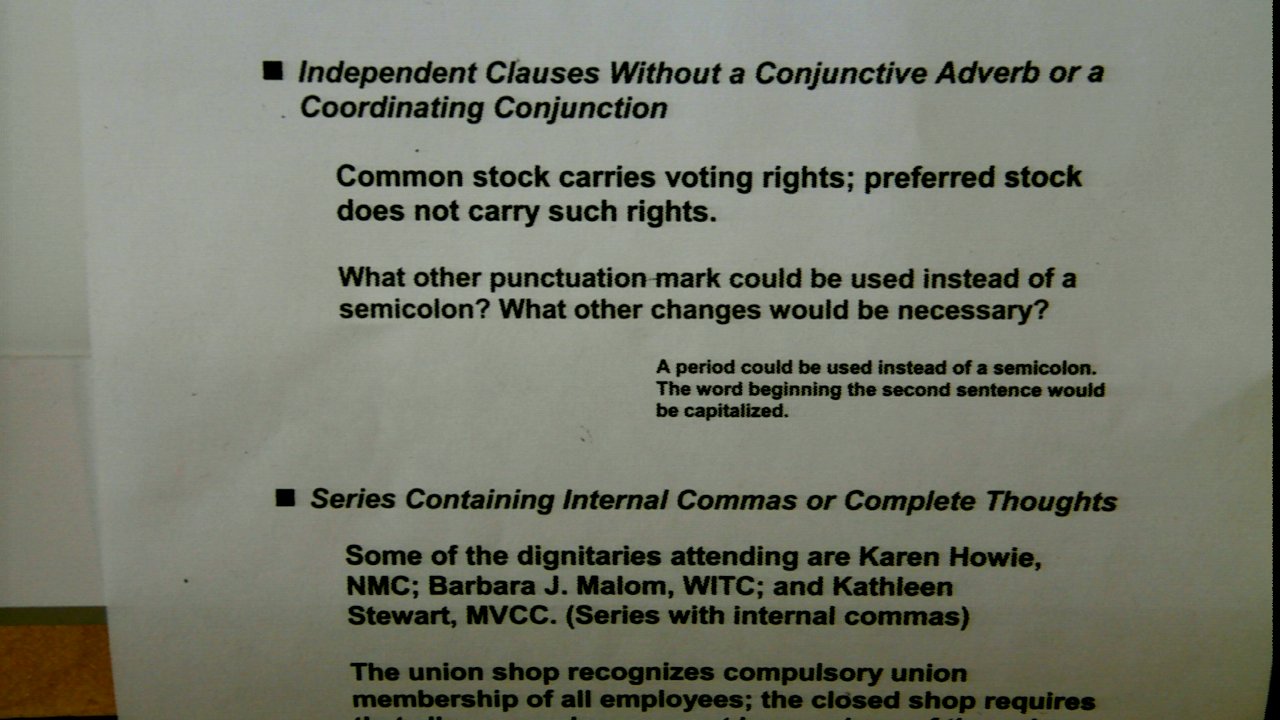 ■ Independent Clauses Without a Conjunctive Adverb or a
Coordinating Conjunction
Common stock carries voting rights; preferred stock
does not carry such rights.
What other punctuation mark could be used instead of a
semicolon? What other changes would be necessary?
A period could be used instead of a semicolon.
The word beginning the second sentence would
be capitalized.
■ Series Containing Internal Commas or Complete Thoughts
Some of the dignitaries attending are Karen Howie,
NMC; Barbara J. Malom, WITC; and Kathleen
Stewart, MVCC. (Series with internal commas)
The union shop recognizes compulsory union
membership of all employees; the closed shop requires